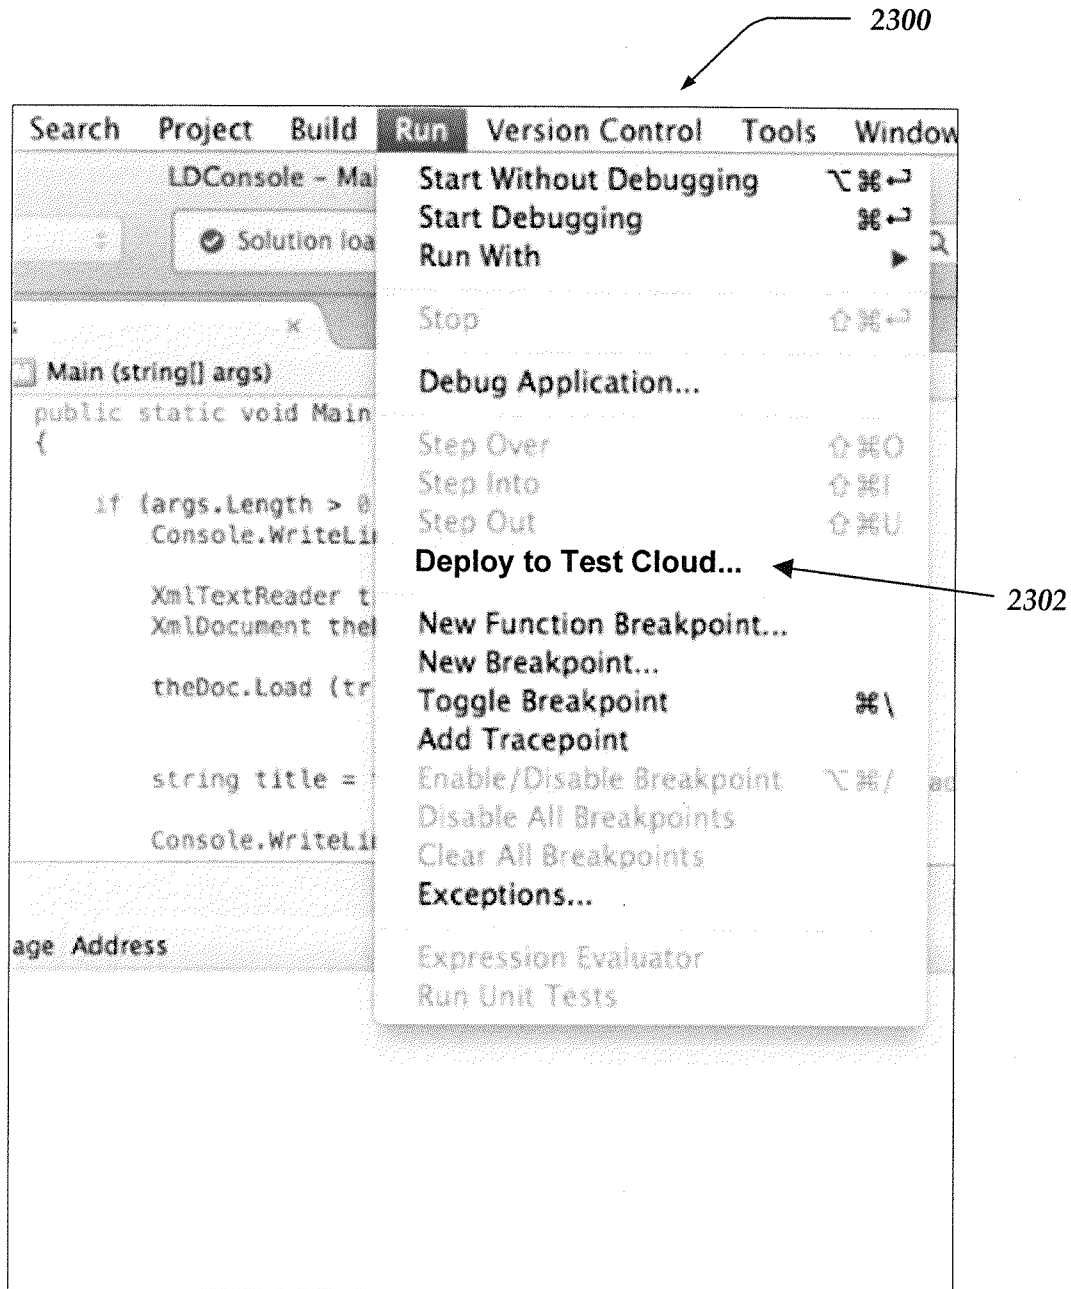 2300
Search Project Build Run Version Control Tools Window
LDConsole – Ma
Start Without Debugging ⌥⌘↩
Solution loa
Start Debugging ⌘↩
Run With ▶
Stop ⇧⌘↩
Main (string[] args)
Debug Application...
public static void Main
{
Step Over ⇧⌘O
Step Into ⇧⌘I
if (args.Length > 0
Step Out ⇧⌘U
Console.WriteLin
Deploy to Test Cloud...
2302
XmlTextReader t
XmlDocument the
New Function Breakpoint...
New Breakpoint...
theDoc.Load (tr
Toggle Breakpoint ⌘\
Add Tracepoint
string title =
Enable/Disable Breakpoint ⌥⌘/
Disable All Breakpoints
Console.WriteLin
Clear All Breakpoints
Exceptions...
age Address
Expression Evaluator
Run Unit Tests